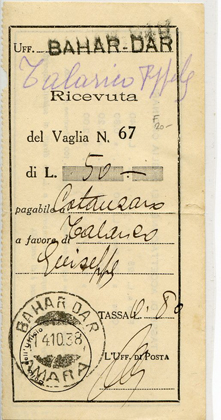 UFF. BAHAR-DAR
Talarico
Ricevuta
del Vaglia N. 67
F 20-
di L. 50 -
pagabile a Catanzaro
a favore di Talarico
Giuseppe
TASSA 0.80
BAHAR DAR
4.10.38
AMARA
L'UFF. DI POSTA